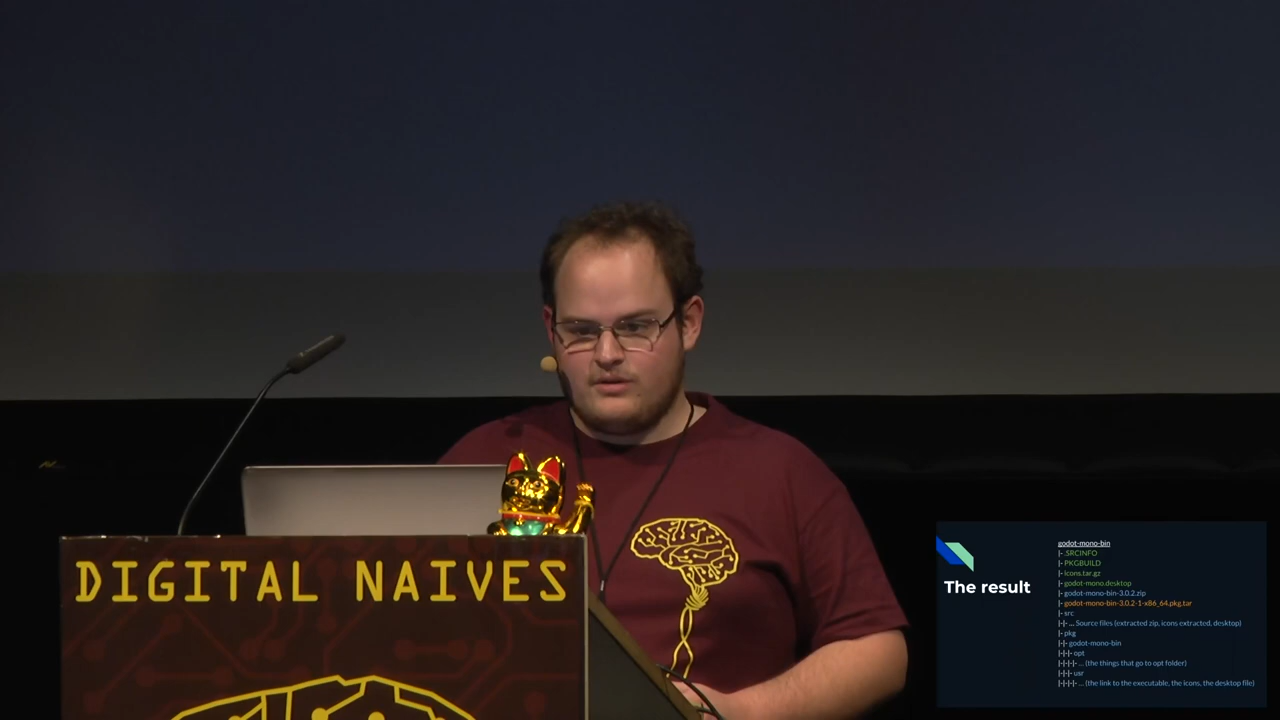 DIGITAL NAIVES
The result
godot-mono-bin
|- .SRCINFO
|- PKGBUILD
|- icons.tar.gz
|- godot-mono.desktop
|- godot-mono-bin-3.0.2.zip
|- godot-mono-bin-3.0.2-1-x86_64.pkg.tar
|- src
|-|- ... Source files (extracted zip, icons extracted, desktop)
|- pkg
|-|- godot-mono-bin
|-|-|- opt
|-|-|-|- ... (the things that go to opt folder)
|-|-|- usr
|-|-|-|- ... (the link to the executable, the icons, the desktop file)